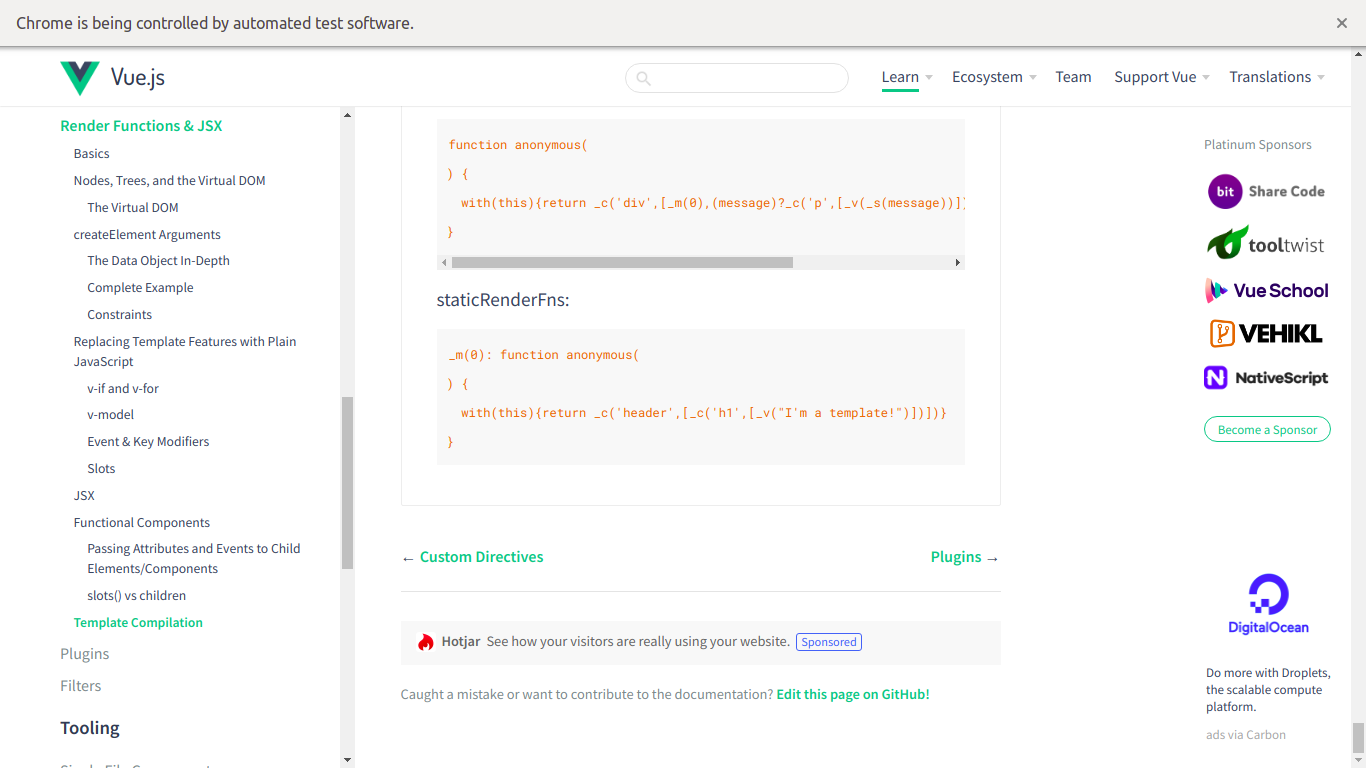 Chrome is being controlled by automated test software.
Vue.js
Learn
Ecosystem
Team
Support Vue
Translations
Render Functions & JSX
Basics
Nodes, Trees, and the Virtual DOM
The Virtual DOM
createElement Arguments
The Data Object In-Depth
Complete Example
Constraints
Replacing Template Features with Plain
JavaScript
v-if and v-for
v-model
Event & Key Modifiers
Slots
JSX
Functional Components
Passing Attributes and Events to Child
Elements/Components
slots() vs children
Template Compilation
Plugins
Filters
Tooling
function anonymous(
) {
with(this){return _c('div',[_m(0),(message)?_c('p',[_v(_s(message))])
}
staticRenderFns:
_m(0): function anonymous(
) {
with(this){return _c('header',[_c('h1',[_v("I'm a template!")])])}
}
← Custom Directives
Plugins →
Hotjar See how your visitors are really using your website. Sponsored
Caught a mistake or want to contribute to the documentation? Edit this page on GitHub!
Platinum Sponsors
bit Share Code
tooltwist
Vue School
VEHIKL
NativeScript
Become a Sponsor
DigitalOcean
Do more with Droplets,
the scalable compute
platform.
ads via Carbon